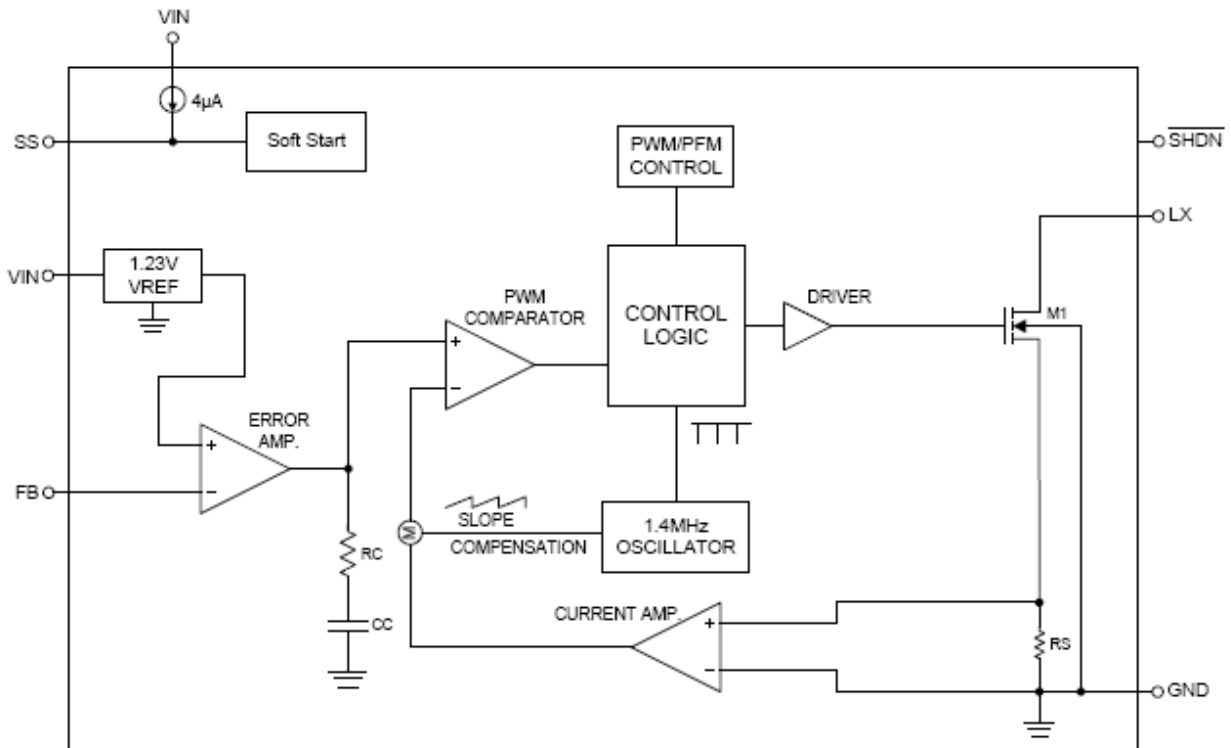 VIN
4µA
SS
Soft Start
PWM/PFM
CONTROL
SHDN
LX
VIN
1.23V
VREF
PWM
COMPARATOR
+
−
CONTROL
LOGIC
DRIVER
M1
ERROR
AMP.
+
−
FB
SLOPE
COMPENSATION
M
1.4MHz
OSCILLATOR
RC
CC
CURRENT AMP.
+
−
RS
GND